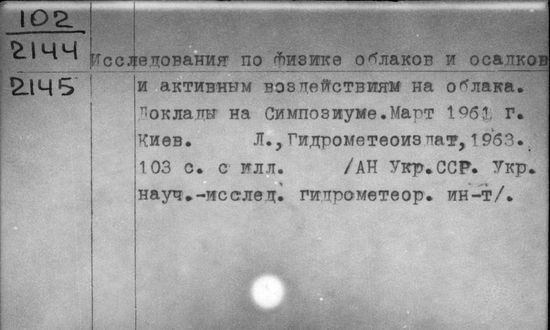 102
2144 Исследования по физике облаков и осадков
2145 и активным воздействиям на облака.
Доклады на Симпозиуме.Март 1961 г.
Киев. Л.,Гидрометеоиздат,1963.
103 с. с илл. /АН Укр.ССР. Укр.
науч.-исслед. гидрометеор. ин-т/.